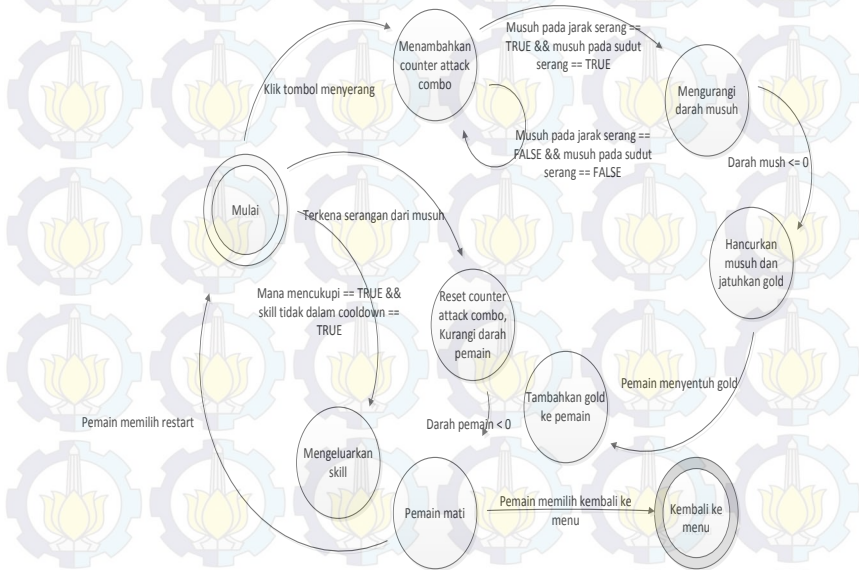 Musuh pada jarak serang ==
TRUE && musuh pada sudut
serang == TRUE
Menambahkan
counter attack
combo
Klik tombol menyerang
Mengurangi
darah musuh
Musuh pada jarak serang ==
FALSE && musuh pada sudut
serang == FALSE
Darah mush <= 0
Mulai
Terkena serangan dari musuh
Hancurkan
musuh dan
jatuhkan gold
Mana mencukupi == TRUE &&
skill tidak dalam cooldown ==
TRUE
Reset counter
attack combo,
Kurangi darah
pemain
Pemain menyentuh gold
Tambahkan gold
ke pemain
Pemain memilih restart
Darah pemain < 0
Mengeluarkan
skill
Pemain mati
Pemain memilih kembali ke
menu
Kembali ke
menu